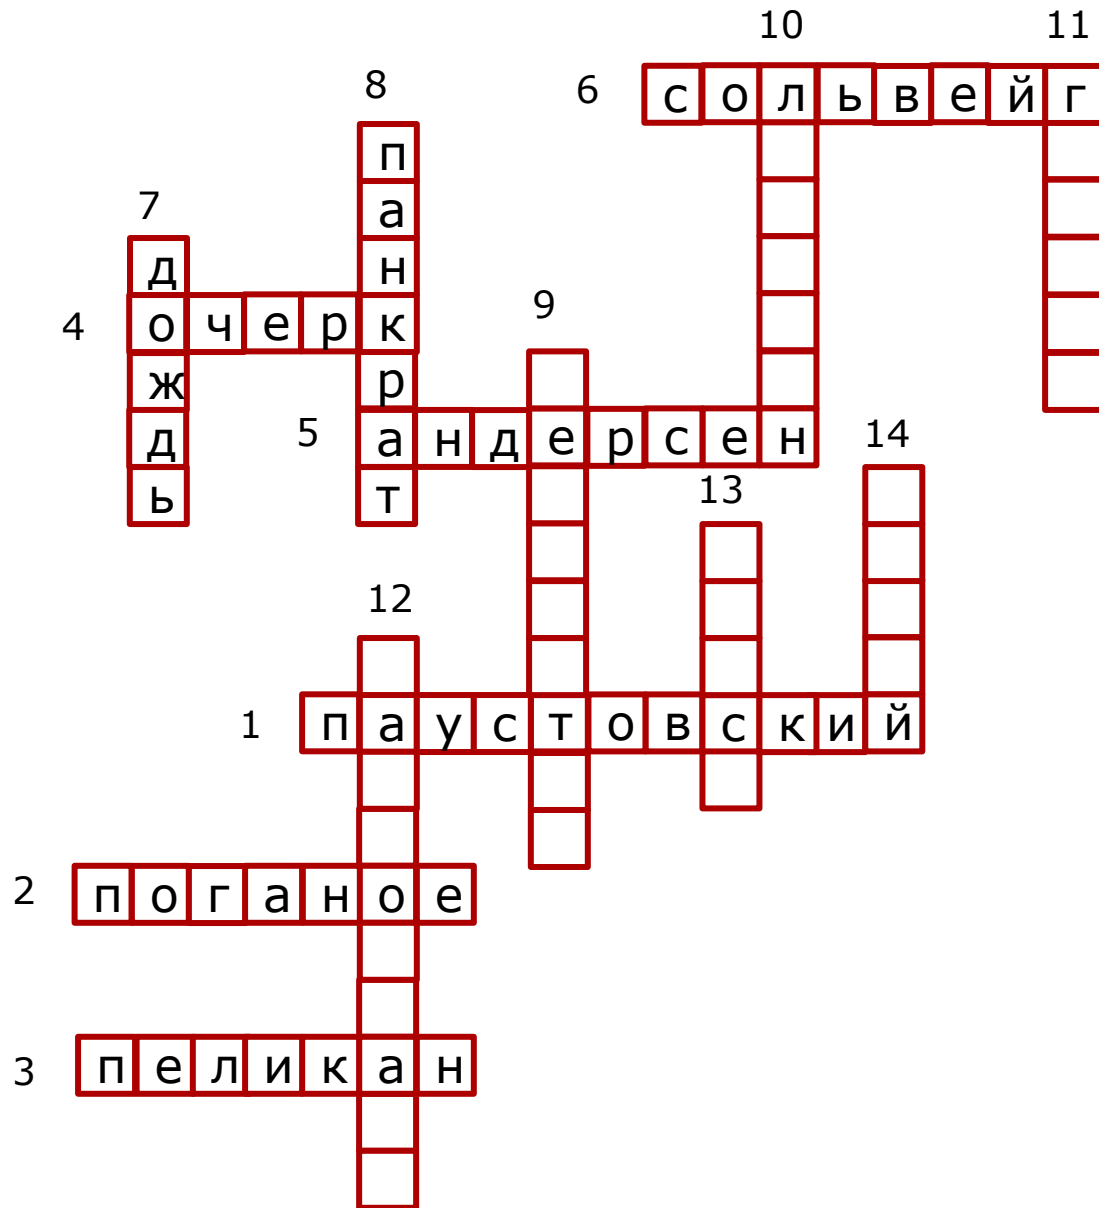 10 11
6 сольвейг
8
панкрат
7
дождь
4 очерк
9
5 андерсен
14
13
12
1 паустовский
2 поганое
3 пеликан